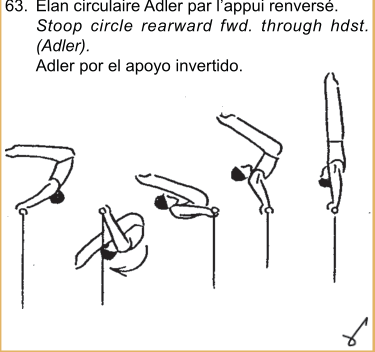 63. Elan circulaire Adler par l'appui renversé.
Stoop circle rearward fwd. through hdst.
(Adler).
Adler por el apoyo invertido.